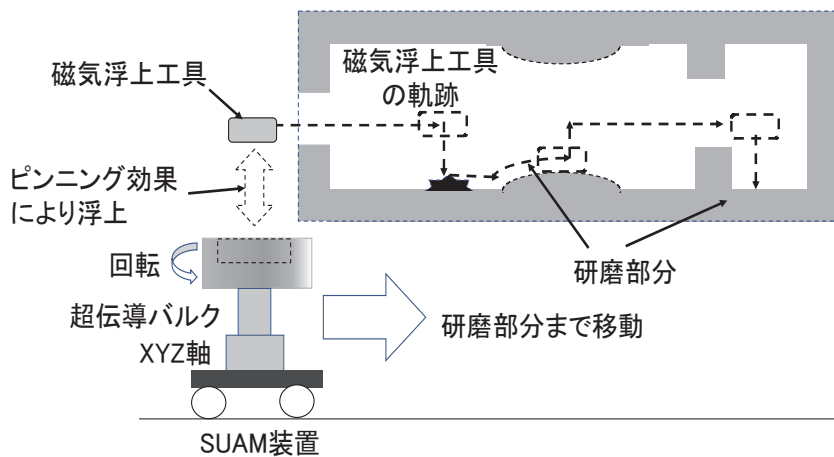 磁気浮上工具
磁気浮上工具
の軌跡
ピンニング効果
により浮上
回転
研磨部分
超伝導バルク
研磨部分まで移動
XYZ軸
SUAM装置